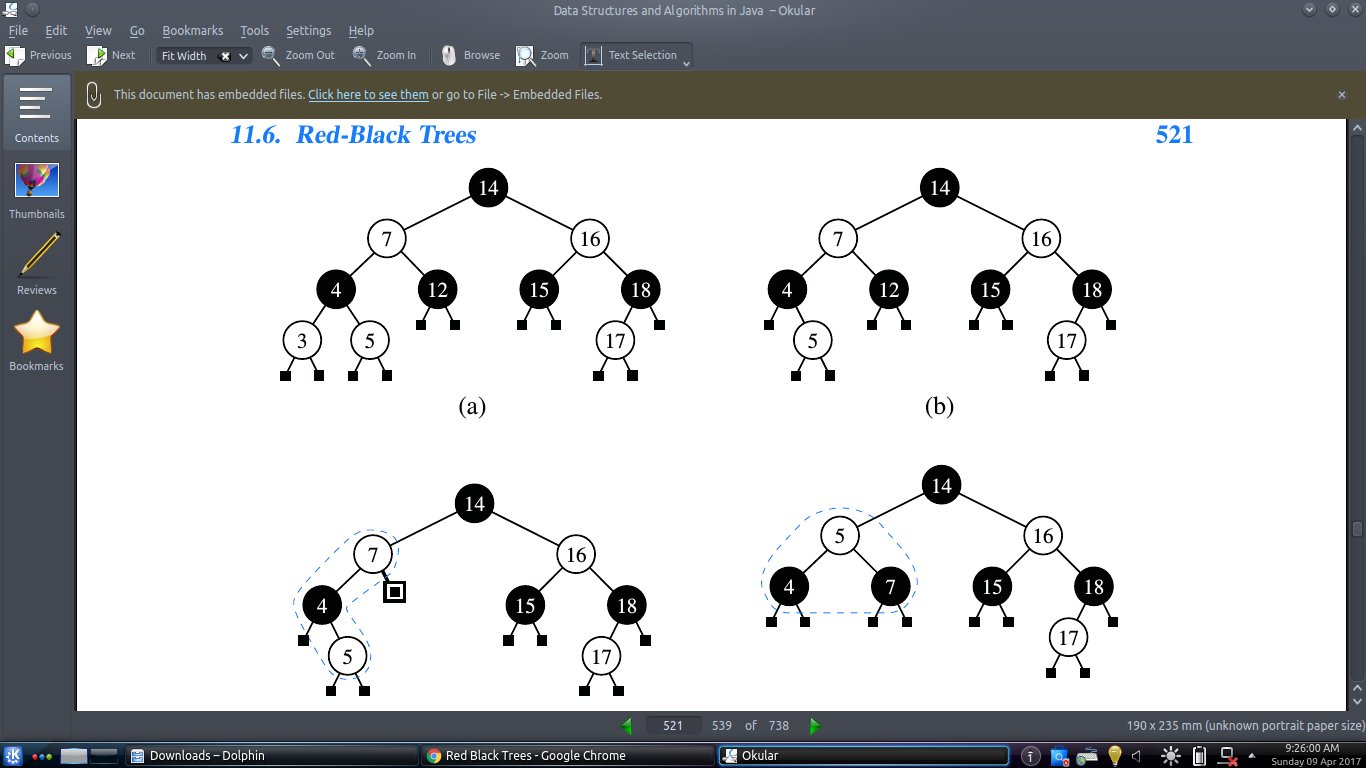 Data Structures and Algorithms in Java – Okular
File Edit View Go Bookmarks Tools Settings Help
Previous Next Fit Width Zoom Out Zoom In Browse Zoom Text Selection
This document has embedded files. Click here to see them or go to File -> Embedded Files.
Contents
Thumbnails
Reviews
Bookmarks
11.6. Red-Black Trees 521
14
7 16
4 12 15 18
3 5 17
(a)
14
7 16
4 12 15 18
5 17
(b)
14
7 16
4 15 18
5 17
14
5 16
4 7 15 18
17
521 539 of 738 190 x 235 mm (unknown portrait paper size)
Downloads – Dolphin Red Black Trees - Google Chrome Okular 9:26:00 AM
Sunday 09 Apr 2017